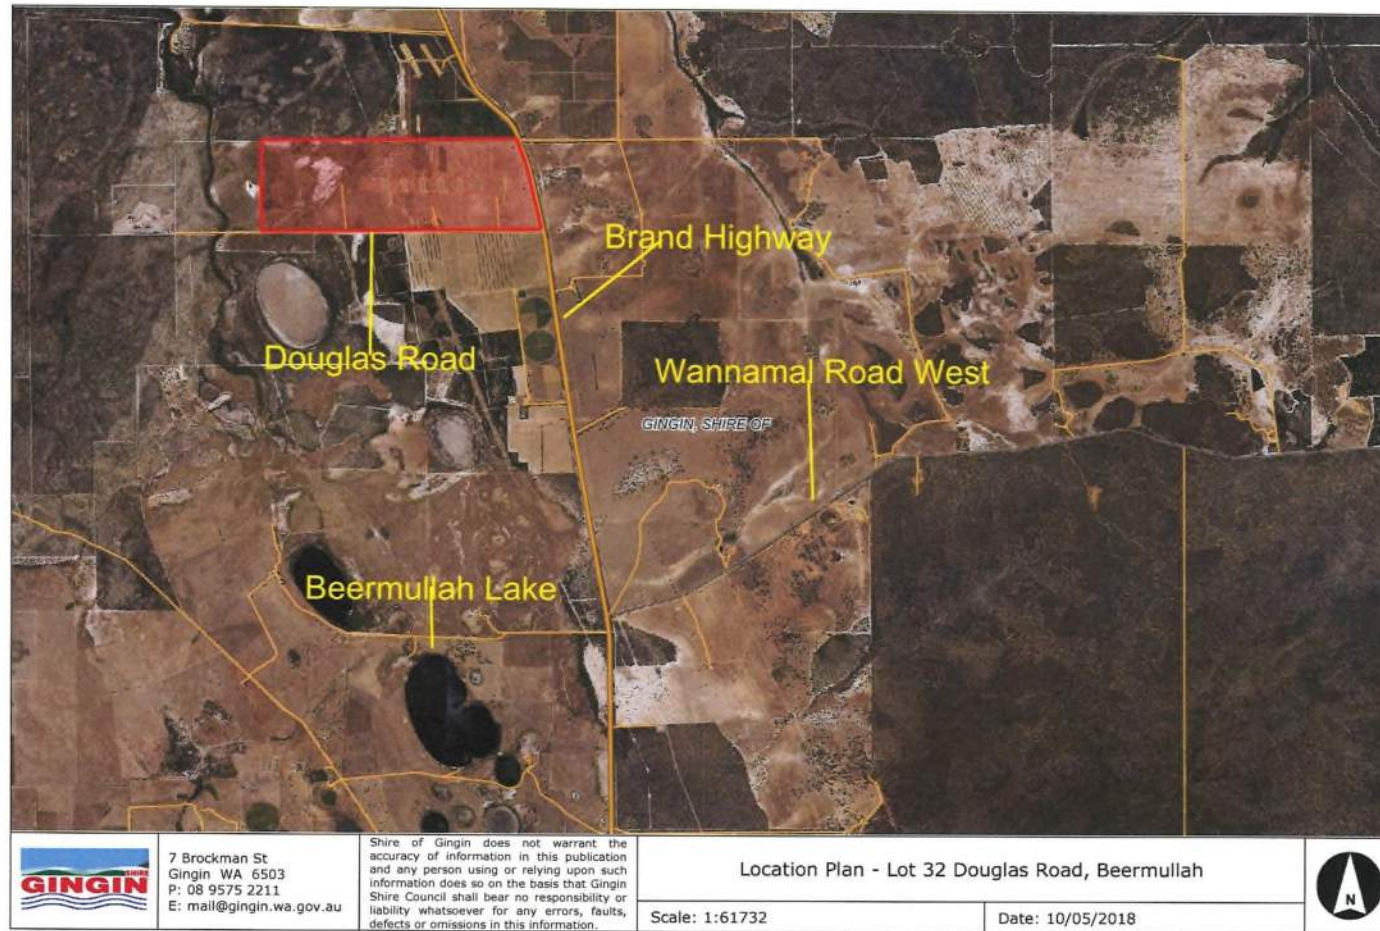 Brand Highway
Douglas Road
Wannamal Road West
GINGIN, SHIRE OF
Beermullah Lake
SHIRE
GINGIN
7 Brockman St
Gingin WA 6503
P: 08 9575 2211
E: mail@gingin.wa.gov.au
Shire of Gingin does not warrant the
accuracy of information in this publication
and any person using or relying upon such
information does so on the basis that Gingin
Shire Council shall bear no responsibility or
liability whatsoever for any errors, faults,
defects or omissions in this information.
Location Plan - Lot 32 Douglas Road, Beermullah
Scale: 1:61732
Date: 10/05/2018
N